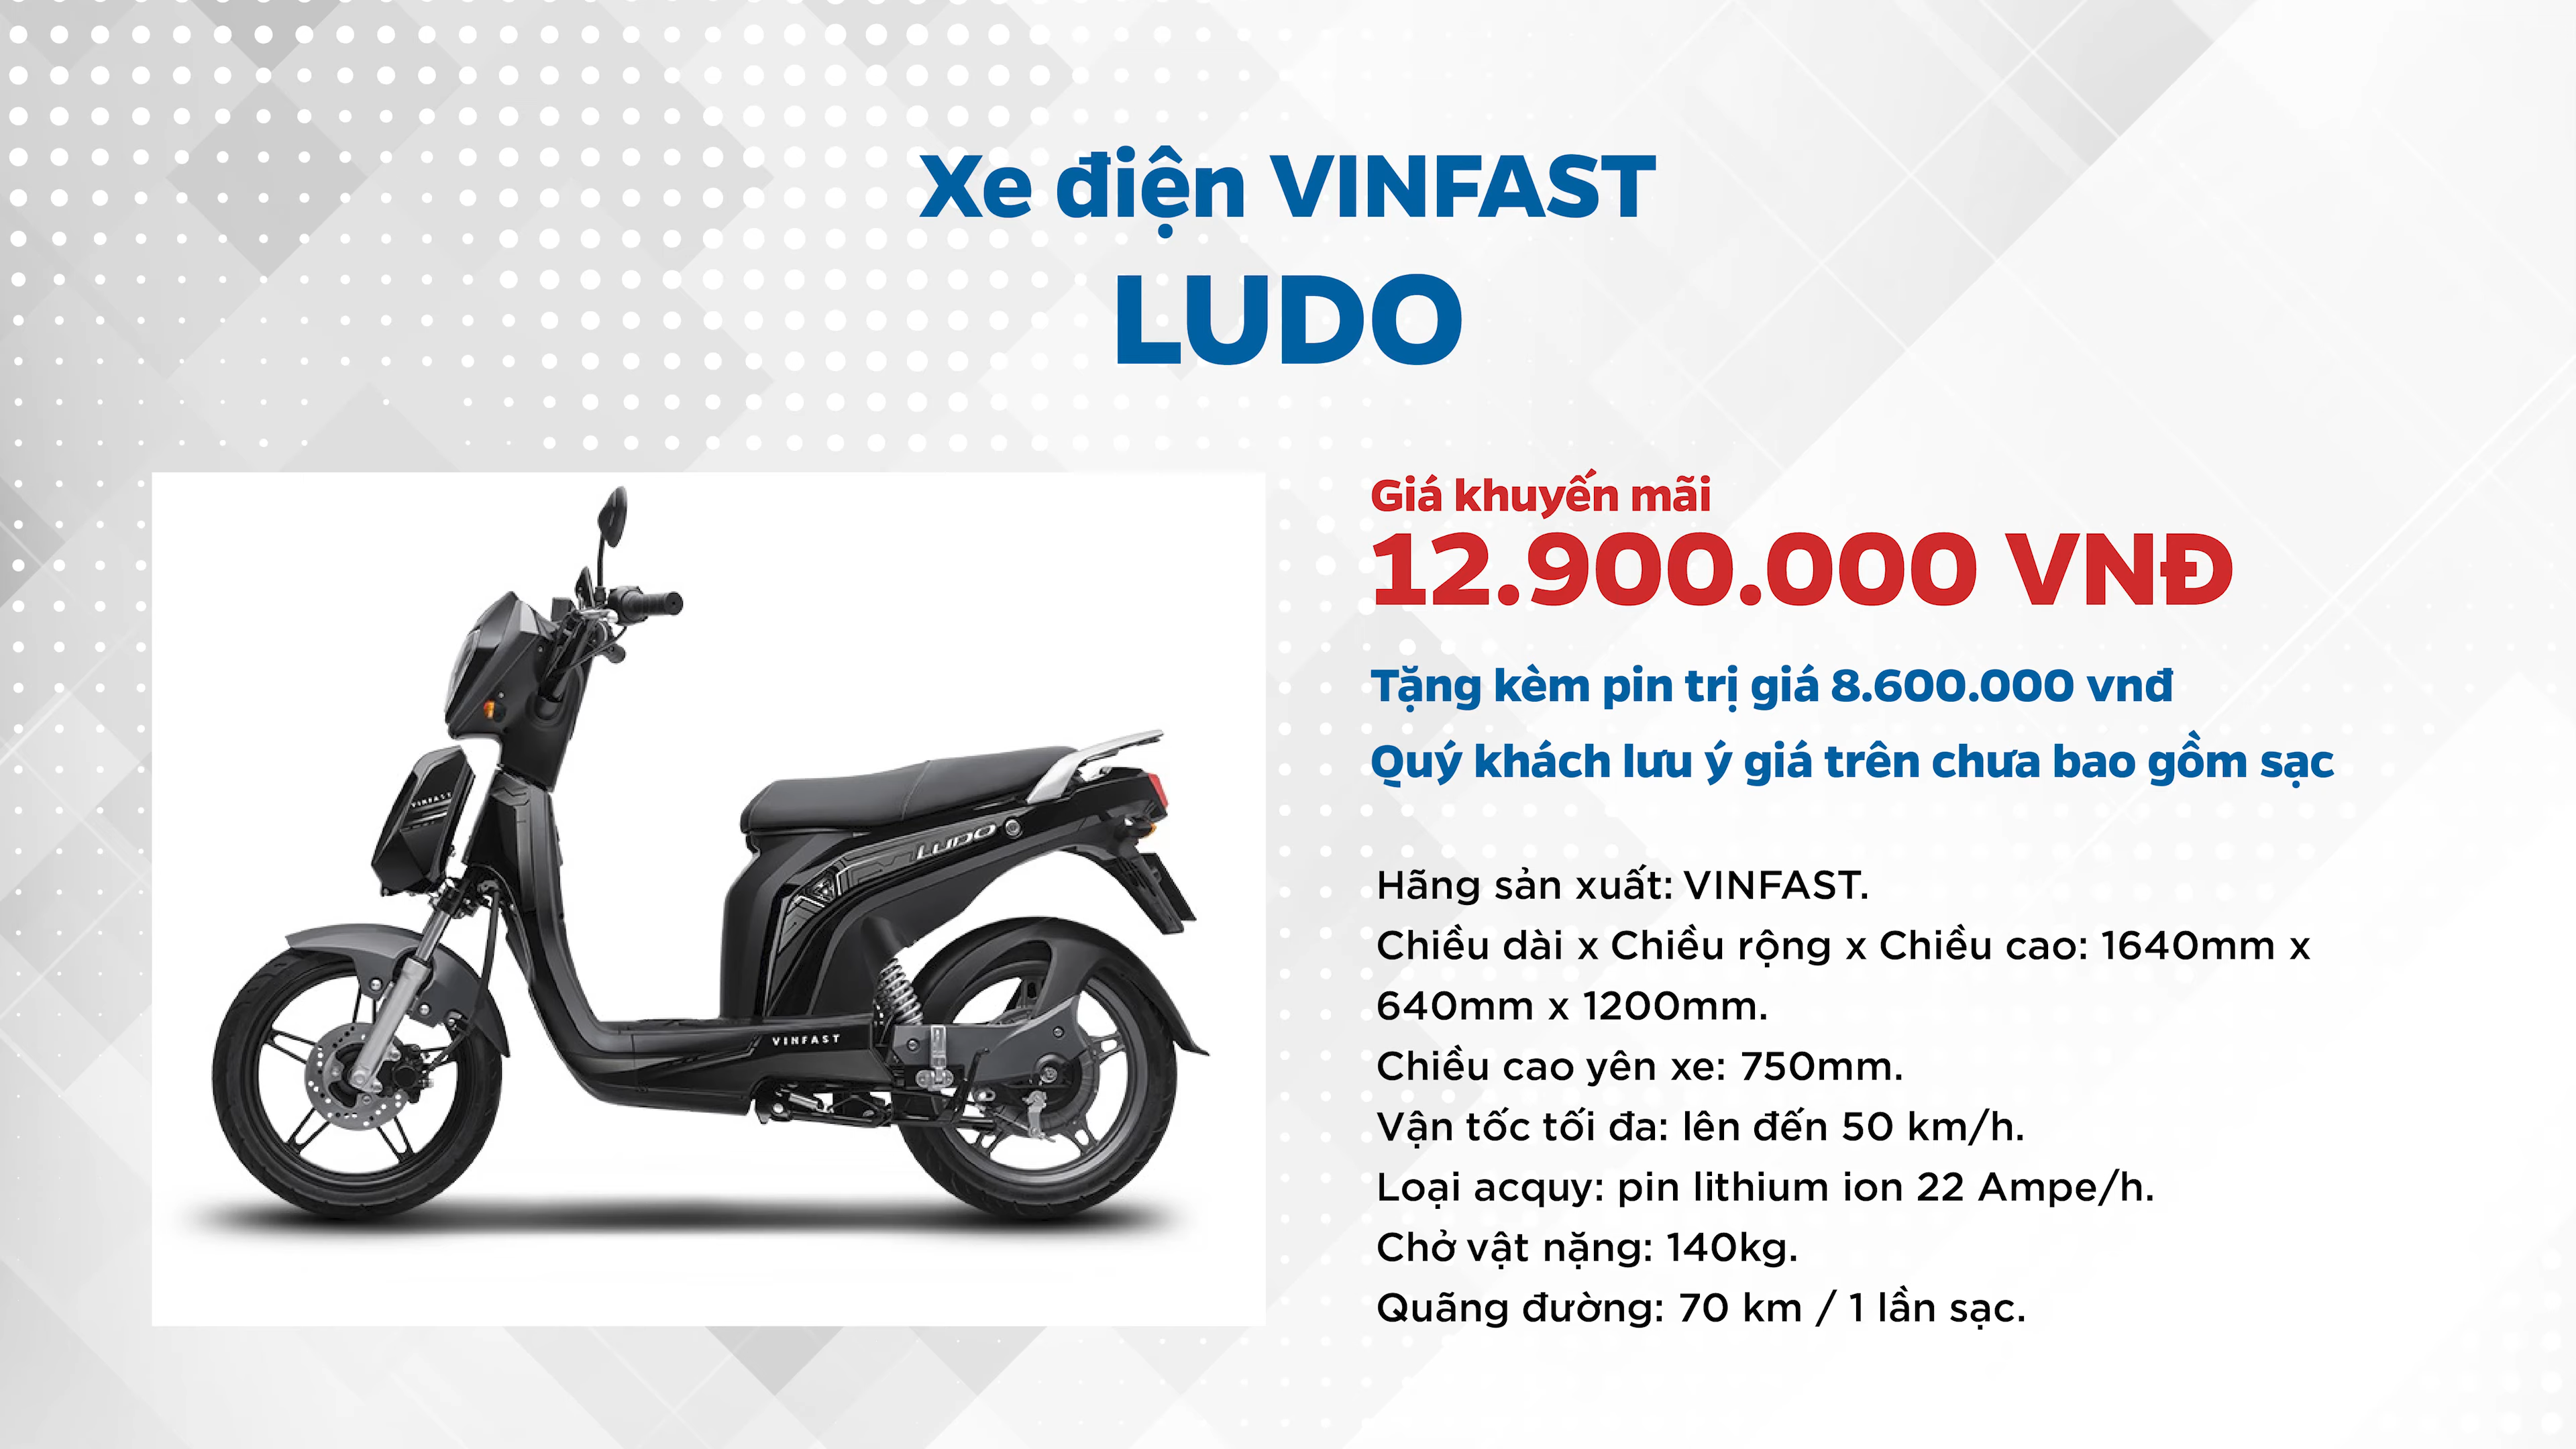 Xe điện VINFAST
LUDO
Giá khuyến mãi
12.900.000 VNĐ
Tặng kèm pin trị giá 8.600.000 vnđ
Quý khách lưu ý giá trên chưa bao gồm sạc
Hãng sản xuất: VINFAST.
Chiều dài x Chiều rộng x Chiều cao: 1640mm x
640mm x 1200mm.
Chiều cao yên xe: 750mm.
Vận tốc tối đa: lên đến 50 km/h.
Loại acquy: pin lithium ion 22 Ampe/h.
Chở vật nặng: 140kg.
Quãng đường: 70 km / 1 lần sạc.
VINFAST
LUDO
VINFAST